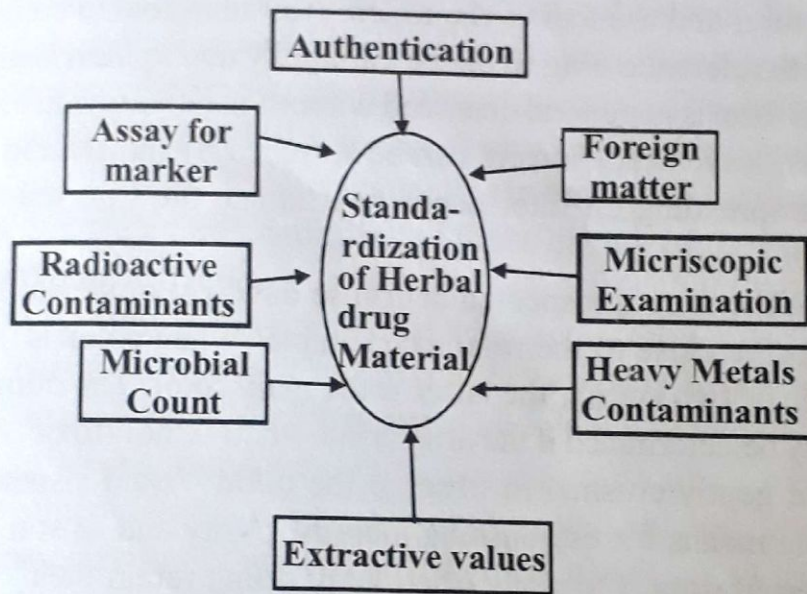 Authentication
Assay for
marker
Foreign
matter
Standa-
rdization
of Herbal
drug
Material
Radioactive
Contaminants
Micriscopic
Examination
Microbial
Count
Heavy Metals
Contaminants
Extractive values